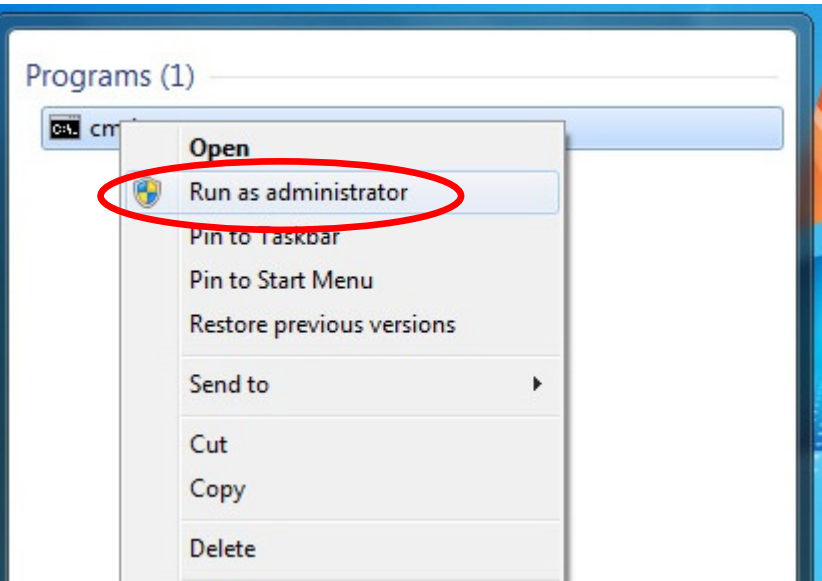 Programs (1)
Open
Run as administrator
Pin to Taskbar
Pin to Start Menu
Restore previous versions
Send to
Cut
Copy
Delete